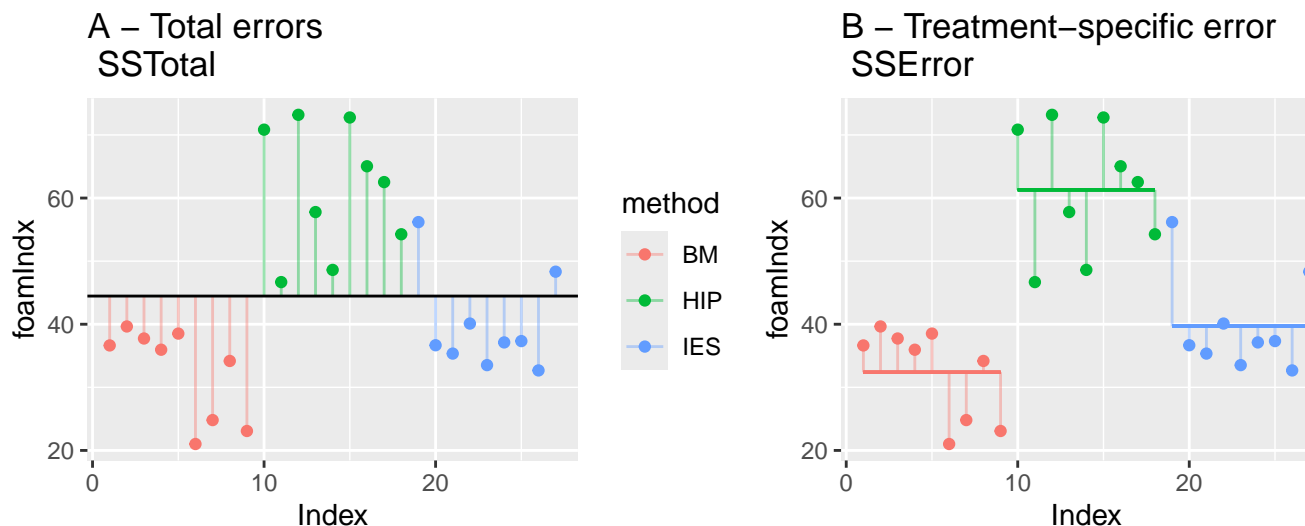 A – Total errors
SSTotal
foamIndx
60
40
20
0
10
20
Index
method
BM
HIP
IES
B – Treatment–specific error
SSError
foamIndx
60
40
20
0
10
20
Index